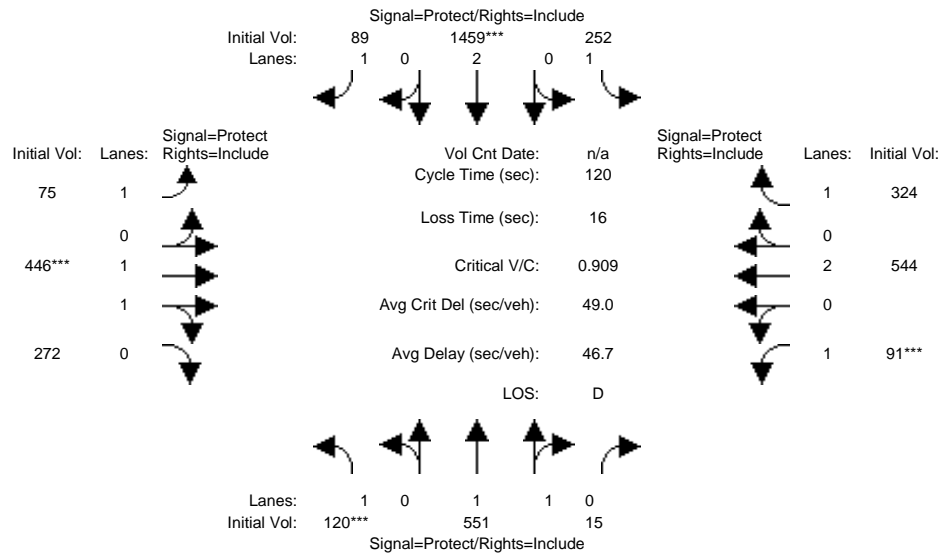 Signal=Protect/Rights=Include
Initial Vol: 89 1459*** 252
Lanes: 1 0 2 0 1
Signal=Protect Signal=Protect
Initial Vol: Lanes: Rights=Include Vol Cnt Date: n/a Rights=Include Lanes: Initial Vol:
Cycle Time (sec): 120
75 1 1 324
Loss Time (sec): 16
0 0
446*** 1 Critical V/C: 0.909 2 544
1 Avg Crit Del (sec/veh): 49.0 0
272 0 Avg Delay (sec/veh): 46.7 1 91***
LOS: D
Lanes: 1 0 1 1 0
Initial Vol: 120*** 551 15
Signal=Protect/Rights=Include